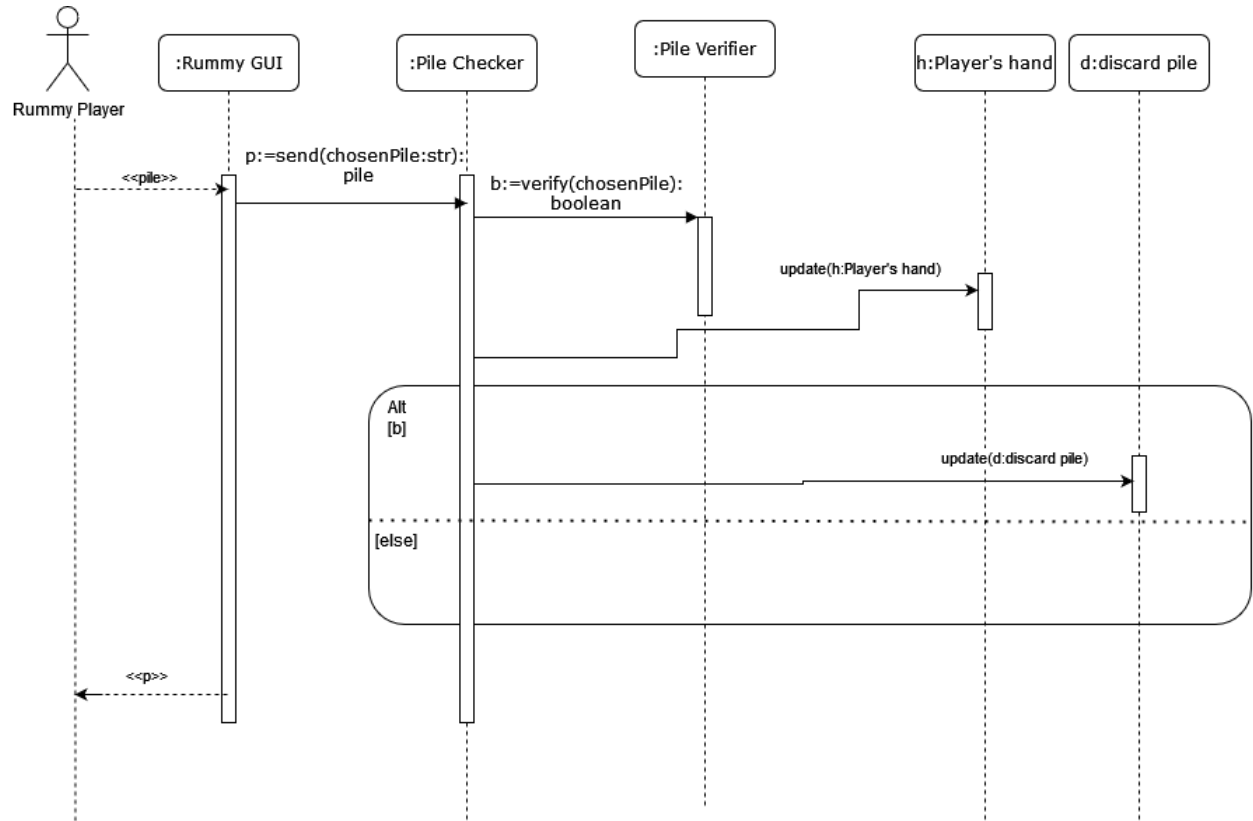 :Rummy GUI
:Pile Checker
:Pile Verifier
h:Player's hand
d:discard pile
Rummy Player
<<pile>>
p:=send(chosenPile:str):
pile
b:=verify(chosenPile):
boolean
update(h:Player's hand)
Alt
[b]
update(d:discard pile)
[else]
<<p>>